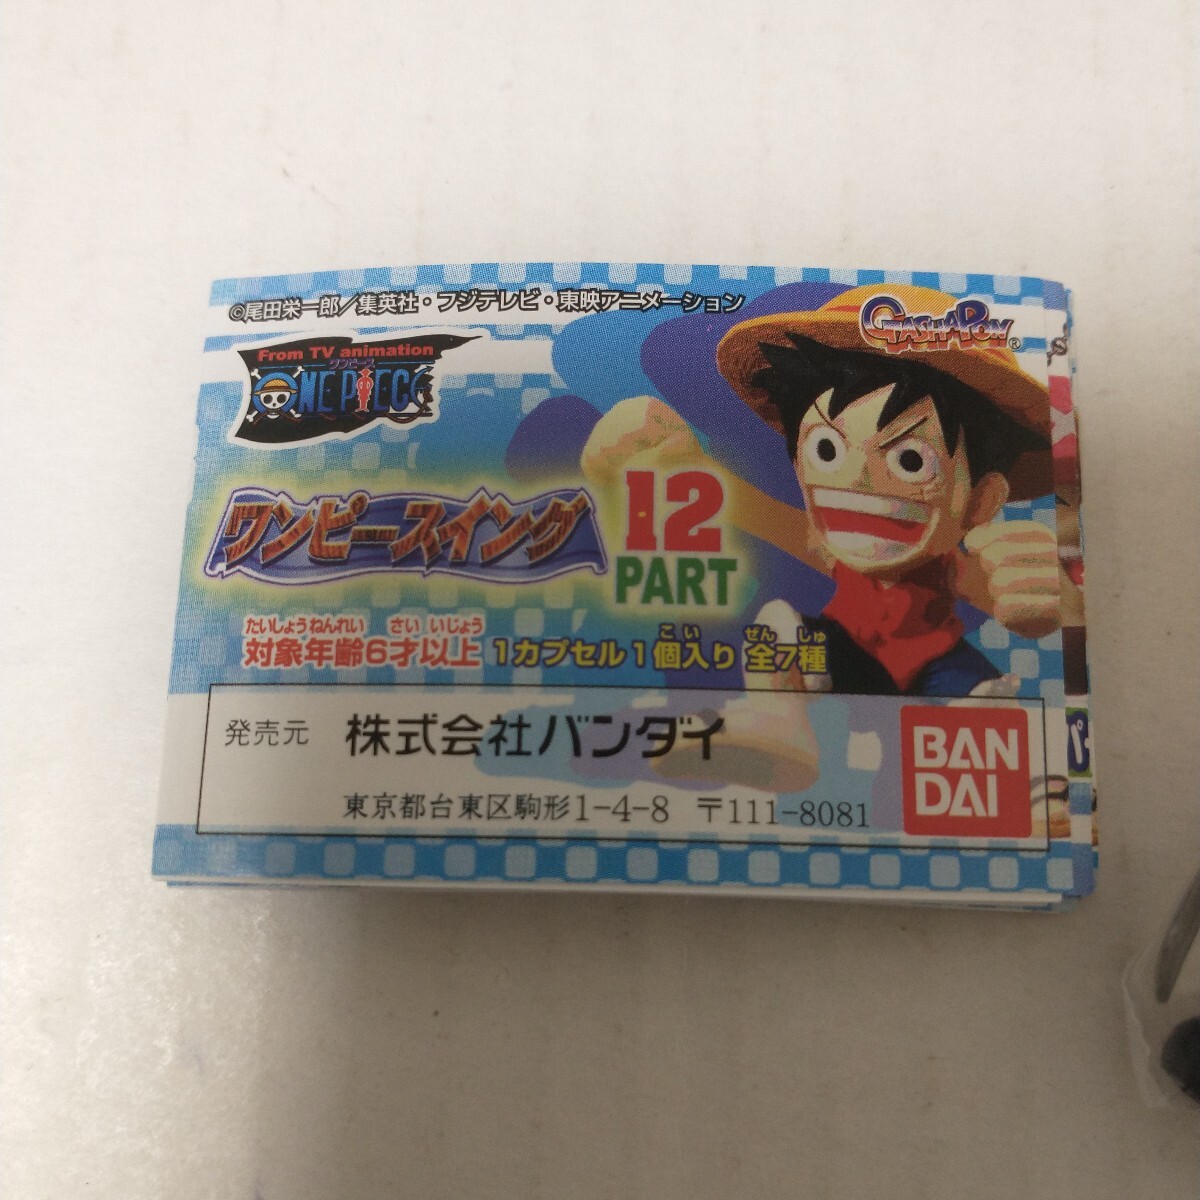 ©尾田栄一郎／集英社・フジテレビ・東映アニメーション
GASHAPON®
From TV animation
ワンピース
ONE PIECE
ワンピースイング
12
PART
たいしょうねんれい さい いじょう
対象年齢6才以上
こい ぜん しゅ
1カプセル1個入り 全7種
発売元 株式会社バンダイ
東京都台東区駒形1-4-8 〒111-8081
BAN
DAI